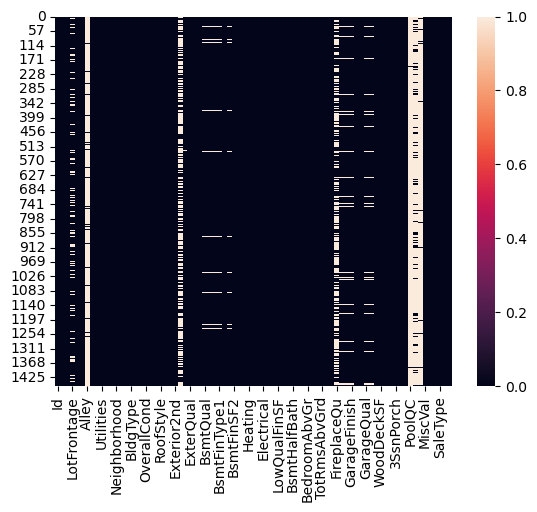 0
57
114
171
228
285
342
399
456
513
570
627
684
741
798
855
912
969
1026
1083
1140
1197
1254
1311
1368
1425
1.0
0.8
0.6
0.4
0.2
0.0
Id
LotFrontage
Alley
Utilities
Neighborhood
BldgType
OverallCond
RoofStyle
Exterior2nd
ExterQual
BsmtQual
BsmtFinType1
BsmtFinSF2
Heating
Electrical
LowQualFinSF
BsmtHalfBath
BedroomAbvGr
TotRmsAbvGrd
FireplaceQu
GarageFinish
GarageQual
WoodDeckSF
3SsnPorch
PoolQC
MiscVal
SaleType